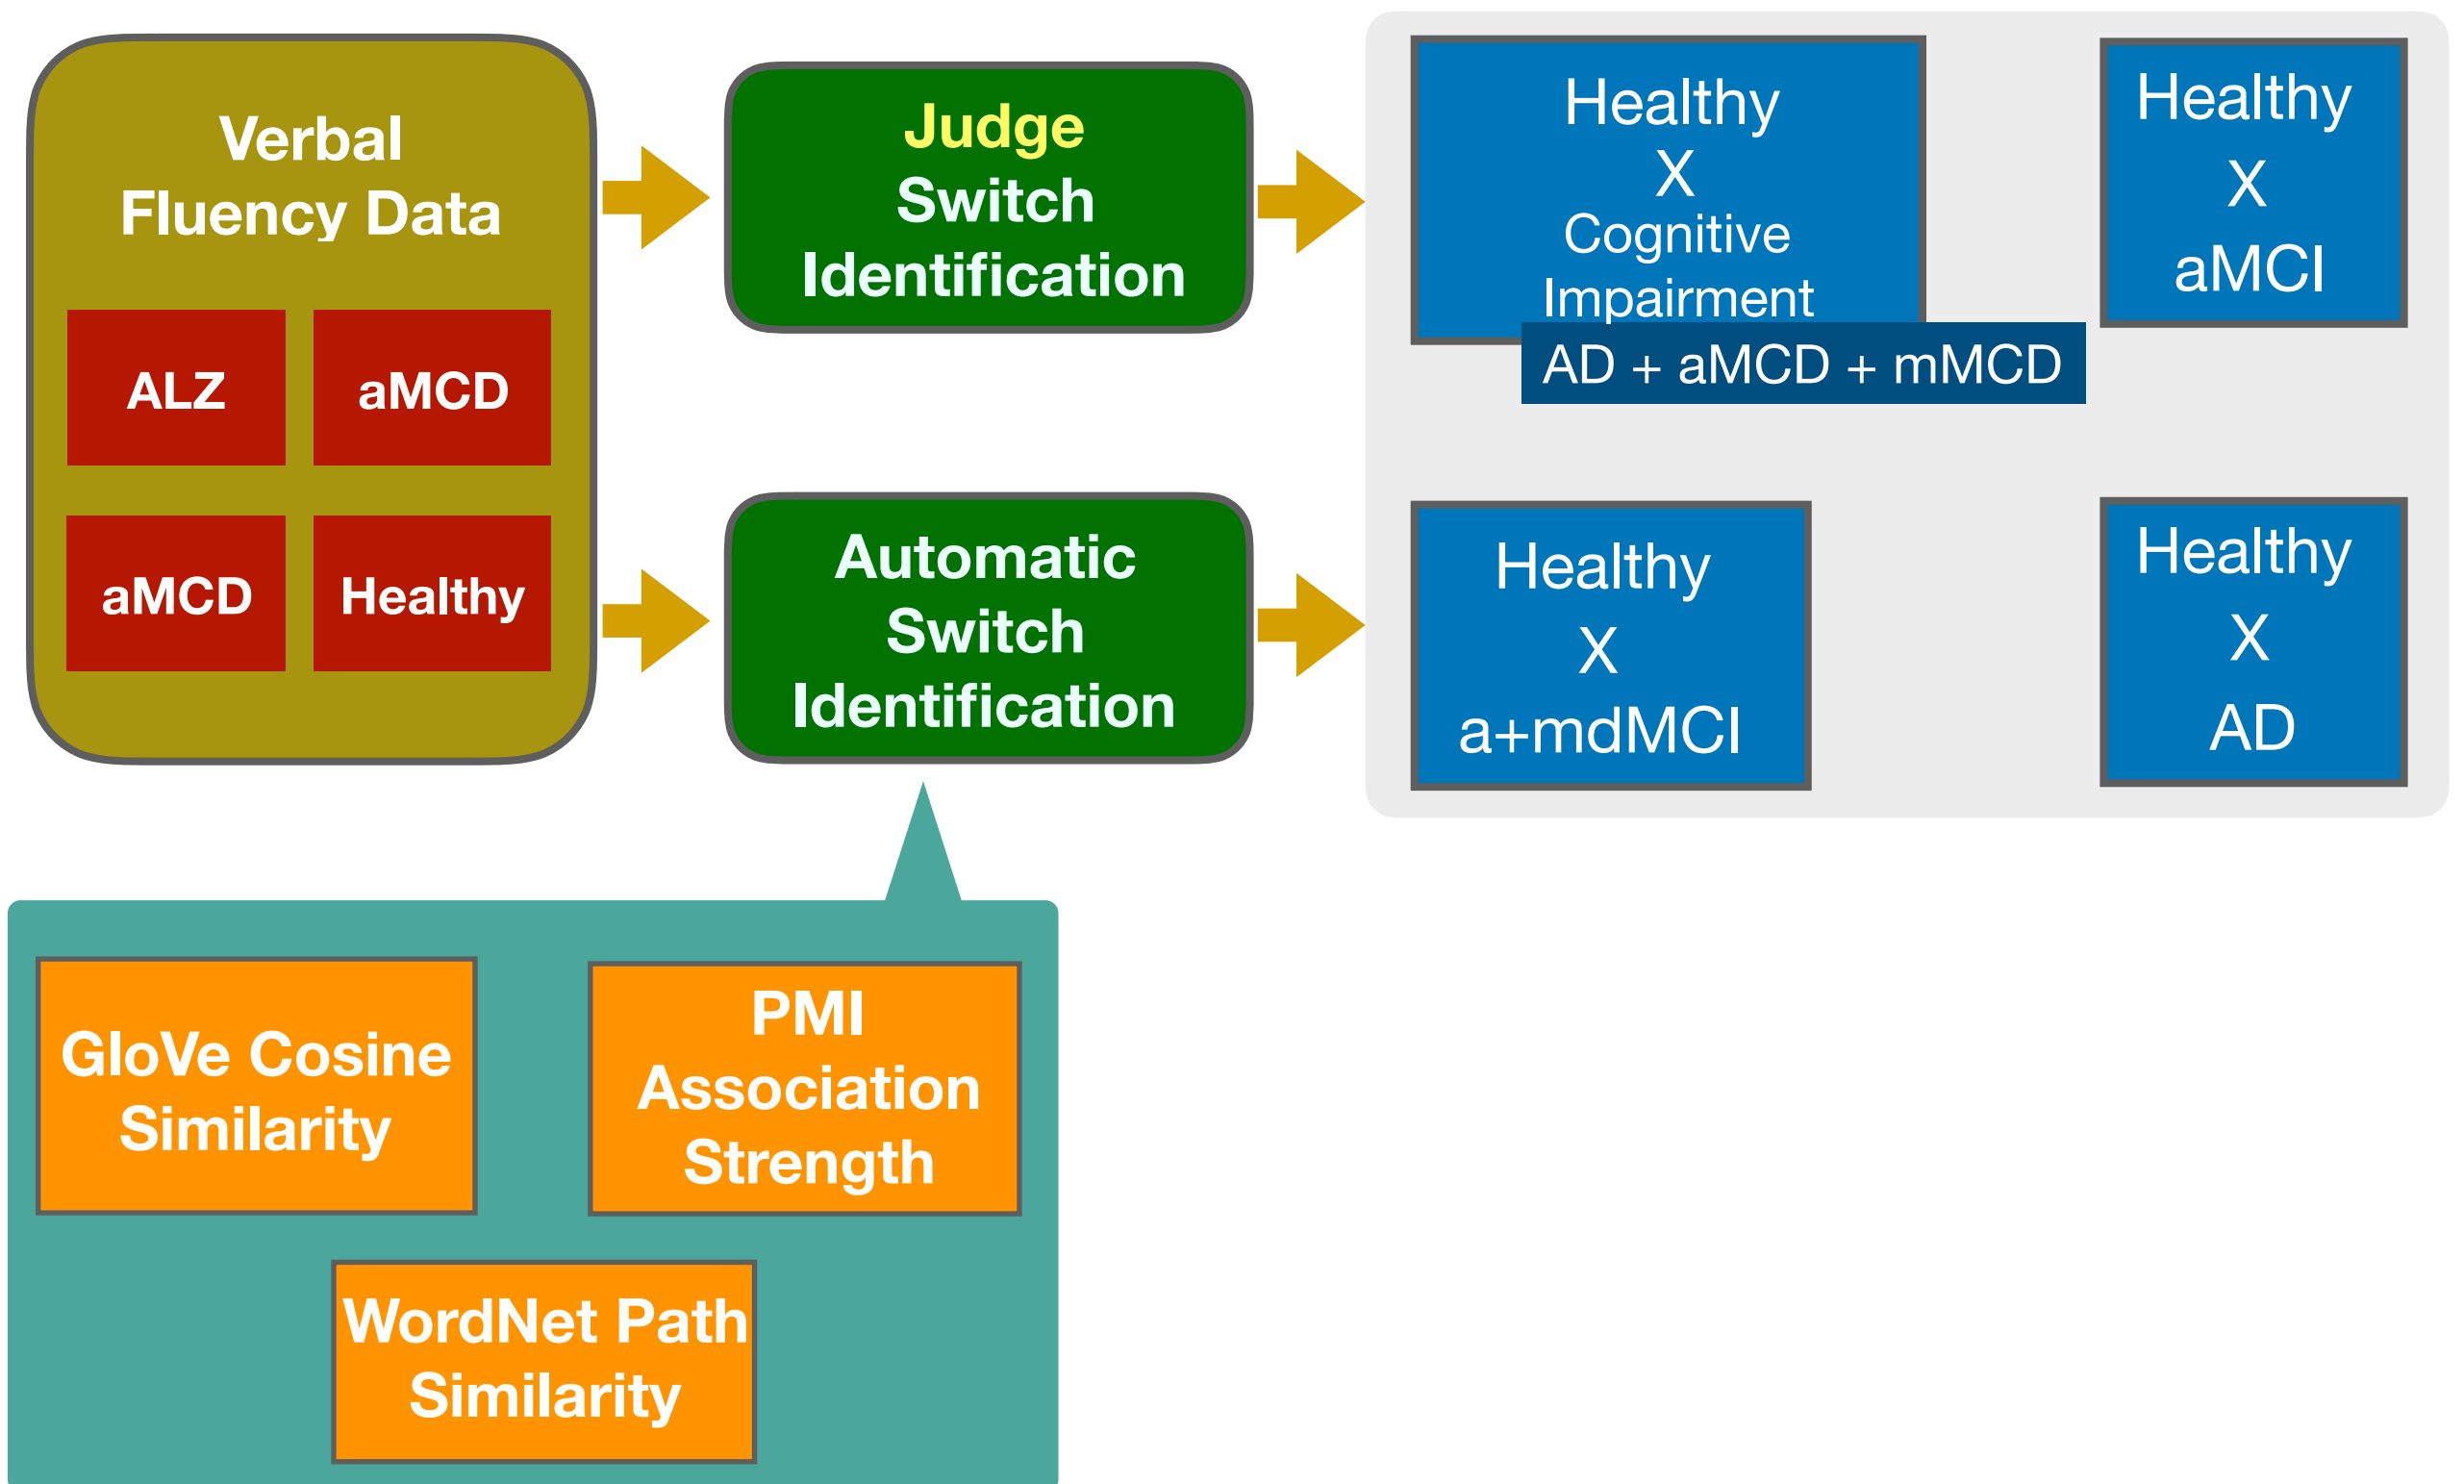 Verbal
Fluency Data
ALZ
aMCD
aMCD
Healthy
Judge
Switch
Identification
Automatic
Switch
Identification
Healthy
X
Cognitive
Impairment
AD + aMCD + mMCD
Healthy
X
aMCI
Healthy
X
a+mdMCI
Healthy
X
AD
GloVe Cosine
Similarity
PMI
Association
Strength
WordNet Path
Similarity